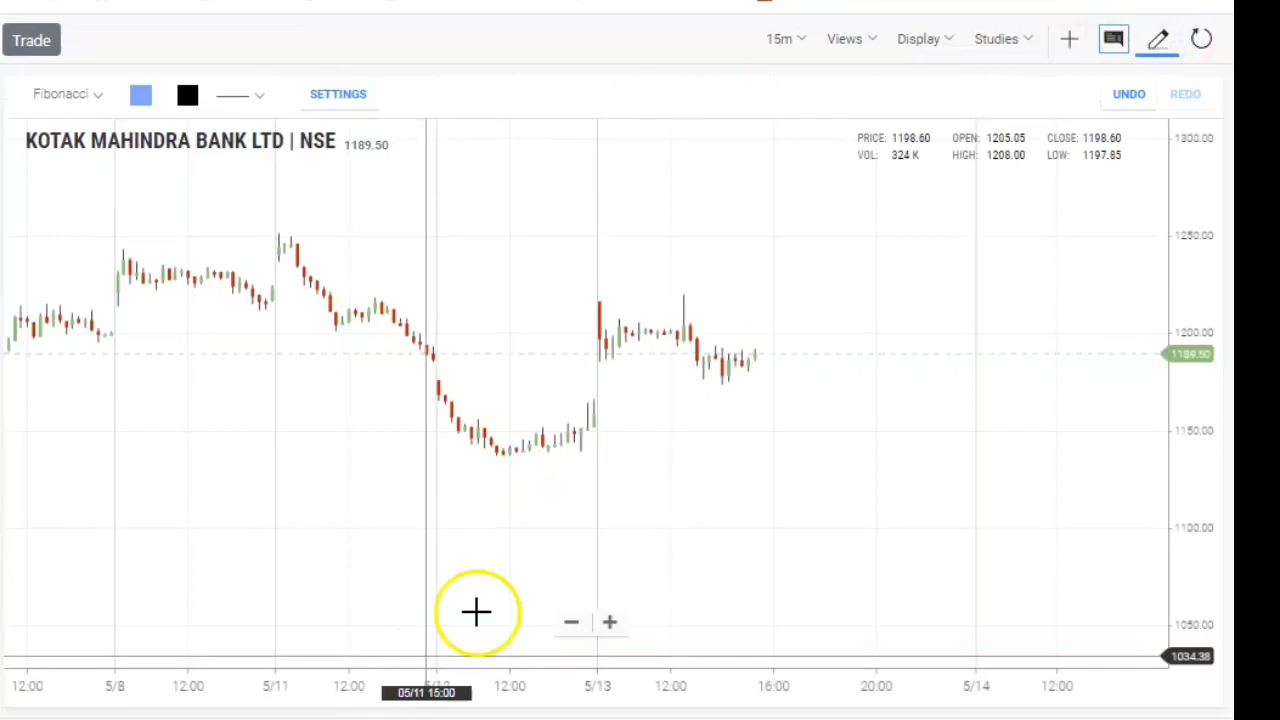 Trade 15m Views Display Studies
Fibonacci SETTINGS UNDO REDO
KOTAK MAHINDRA BANK LTD | NSE 1189.50
PRICE: 1198.60 OPEN: 1205.05 CLOSE: 1198.60
VOL: 324 K HIGH: 1208.00 LOW: 1197.85
1300.00
1250.00
1200.00
1189.50
1150.00
1100.00
1050.00
1034.38
12:00 5/8 12:00 5/11 12:00 12:00 5/13 12:00 16:00 20:00 5/14 12:00
05/11 15:00